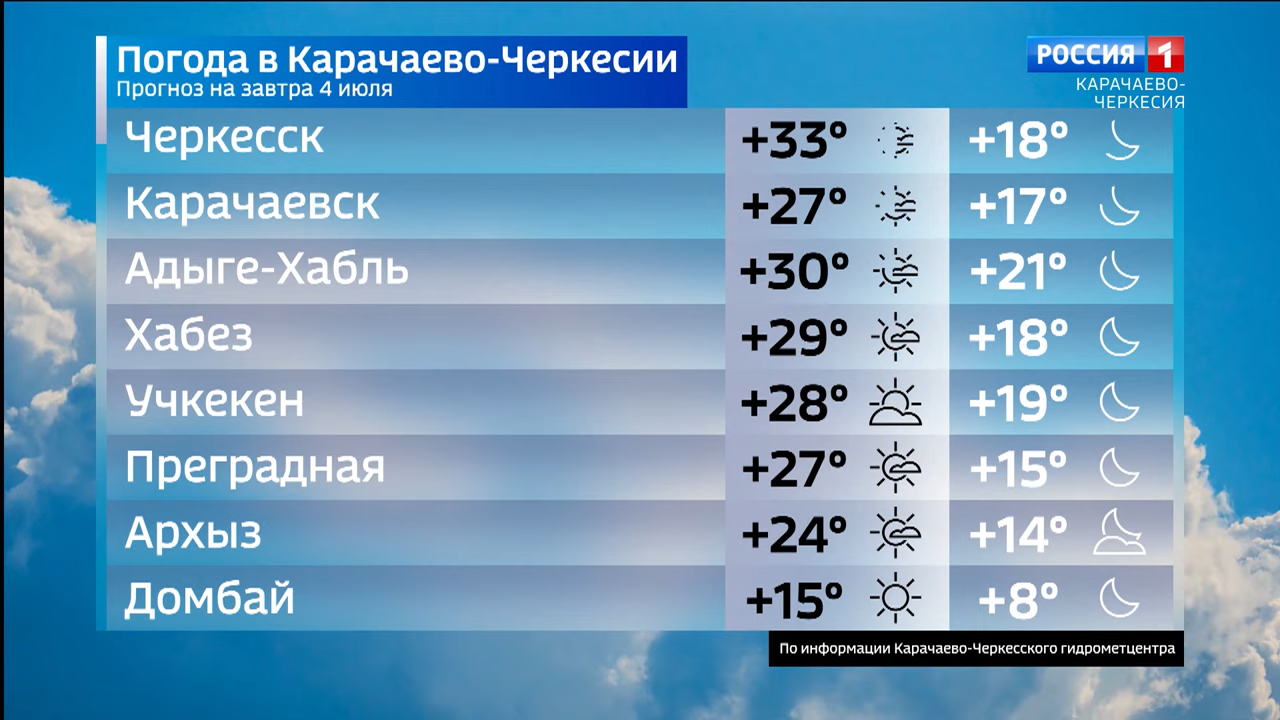 Погода в Карачаево-Черкесии
Прогноз на завтра 4 июля
РОССИЯ 1
КАРАЧАЕВО-
ЧЕРКЕСИЯ
Черкесск +33° +18°
Карачаевск +27° +17°
Адыге-Хабль +30° +21°
Хабез +29° +18°
Учкекен +28° +19°
Преградная +27° +15°
Архыз +24° +14°
Домбай +15° +8°
По информации Карачаево-Черкесского гидрометцентра